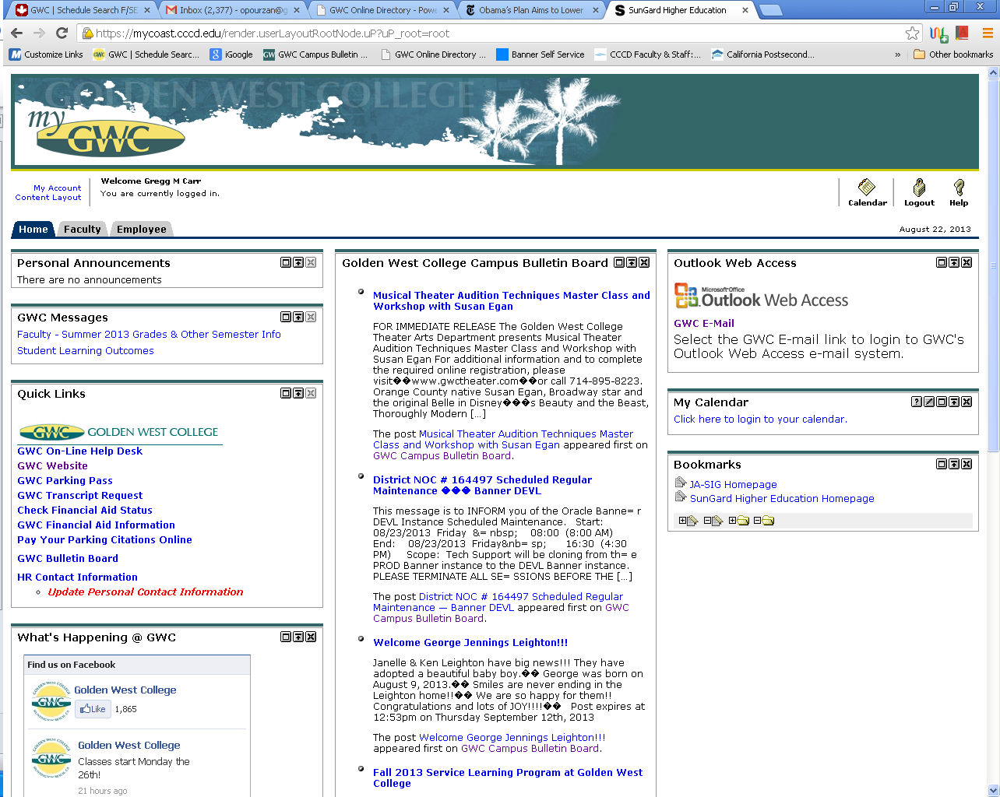 GWC | Schedule Search F/SE
Inbox (2,377) - opourzan@g
GWC Online Directory - Powe
Obama's Plan Aims to Lower
SunGard Higher Education
https://mycoast.cccd.edu/render.userLayoutRootNode.uP?uP_root=root
Customize Links
GWC | Schedule Searc...
iGoogle
GWC Campus Bulletin ...
GWC Online Directory ...
Banner Self Service
CCCD Faculty & Staff:...
California Postsecond...
»
Other bookmarks
GOLDEN WEST COLLEGE
my
GWC
My Account
Content Layout
Welcome Gregg M Carr
You are currently logged in.
Calendar
Logout
Help
Home
Faculty
Employee
August 22, 2013
Personal Announcements
There are no announcements
GWC Messages
Faculty - Summer 2013 Grades & Other Semester Info
Student Learning Outcomes
Quick Links
GWC GOLDEN WEST COLLEGE
GWC On-Line Help Desk
GWC Website
GWC Parking Pass
GWC Transcript Request
Check Financial Aid Status
GWC Financial Aid Information
Pay Your Parking Citations Online
GWC Bulletin Board
HR Contact Information
Update Personal Contact Information
What's Happening @ GWC
Find us on Facebook
Golden West College
Like 1,865
Golden West College
Classes start Monday the
26th!
21 hours ago
Golden West College Campus Bulletin Board
Musical Theater Audition Techniques Master Class and
Workshop with Susan Egan
FOR IMMEDIATE RELEASE The Golden West College
Theater Arts Department presents Musical Theater
Audition Techniques Master Class and Workshop with
Susan Egan For additional information and to complete
the required online registration, please
visit��www.gwctheater.com��or call 714-895-8223.
Orange County native Susan Egan, Broadway star and
the original Belle in Disney���s Beauty and the Beast,
Thoroughly Modern [...]
The post Musical Theater Audition Techniques Master
Class and Workshop with Susan Egan appeared first on
GWC Campus Bulletin Board.
District NOC # 164497 Scheduled Regular
Maintenance ��� Banner DEVL
This message is to INFORM you of the Oracle Banne= r
DEVL Instance Scheduled Maintenance. Start:
08/23/2013 Friday &= nbsp; 08:00 (8:00 AM)
End: 08/23/2013 Friday&nb= sp; 16:30 (4:30
PM) Scope: Tech Support will be cloning from th= e
PROD Banner instance to the DEVL Banner instance.
PLEASE TERMINATE ALL SE= SSIONS BEFORE THE [...]
The post District NOC # 164497 Scheduled Regular
Maintenance — Banner DEVL appeared first on GWC
Campus Bulletin Board.
Welcome George Jennings Leighton!!!
Janelle & Ken Leighton have big news!!! They have
adopted a beautiful baby boy.�� George was born on
August 9, 2013.�� Smiles are never ending in the
Leighton home!!�� We are so happy for them!!
Congratulations and lots of JOY!!!!�� Post expires at
12:53pm on Thursday September 12th, 2013
The post Welcome George Jennings Leighton!!!
appeared first on GWC Campus Bulletin Board.
Fall 2013 Service Learning Program at Golden West
College
Outlook Web Access
Microsoft Office
Outlook Web Access
GWC E-Mail
Select the GWC E-mail link to login to GWC's
Outlook Web Access e-mail system.
My Calendar
Click here to login to your calendar.
Bookmarks
JA-SIG Homepage
SunGard Higher Education Homepage